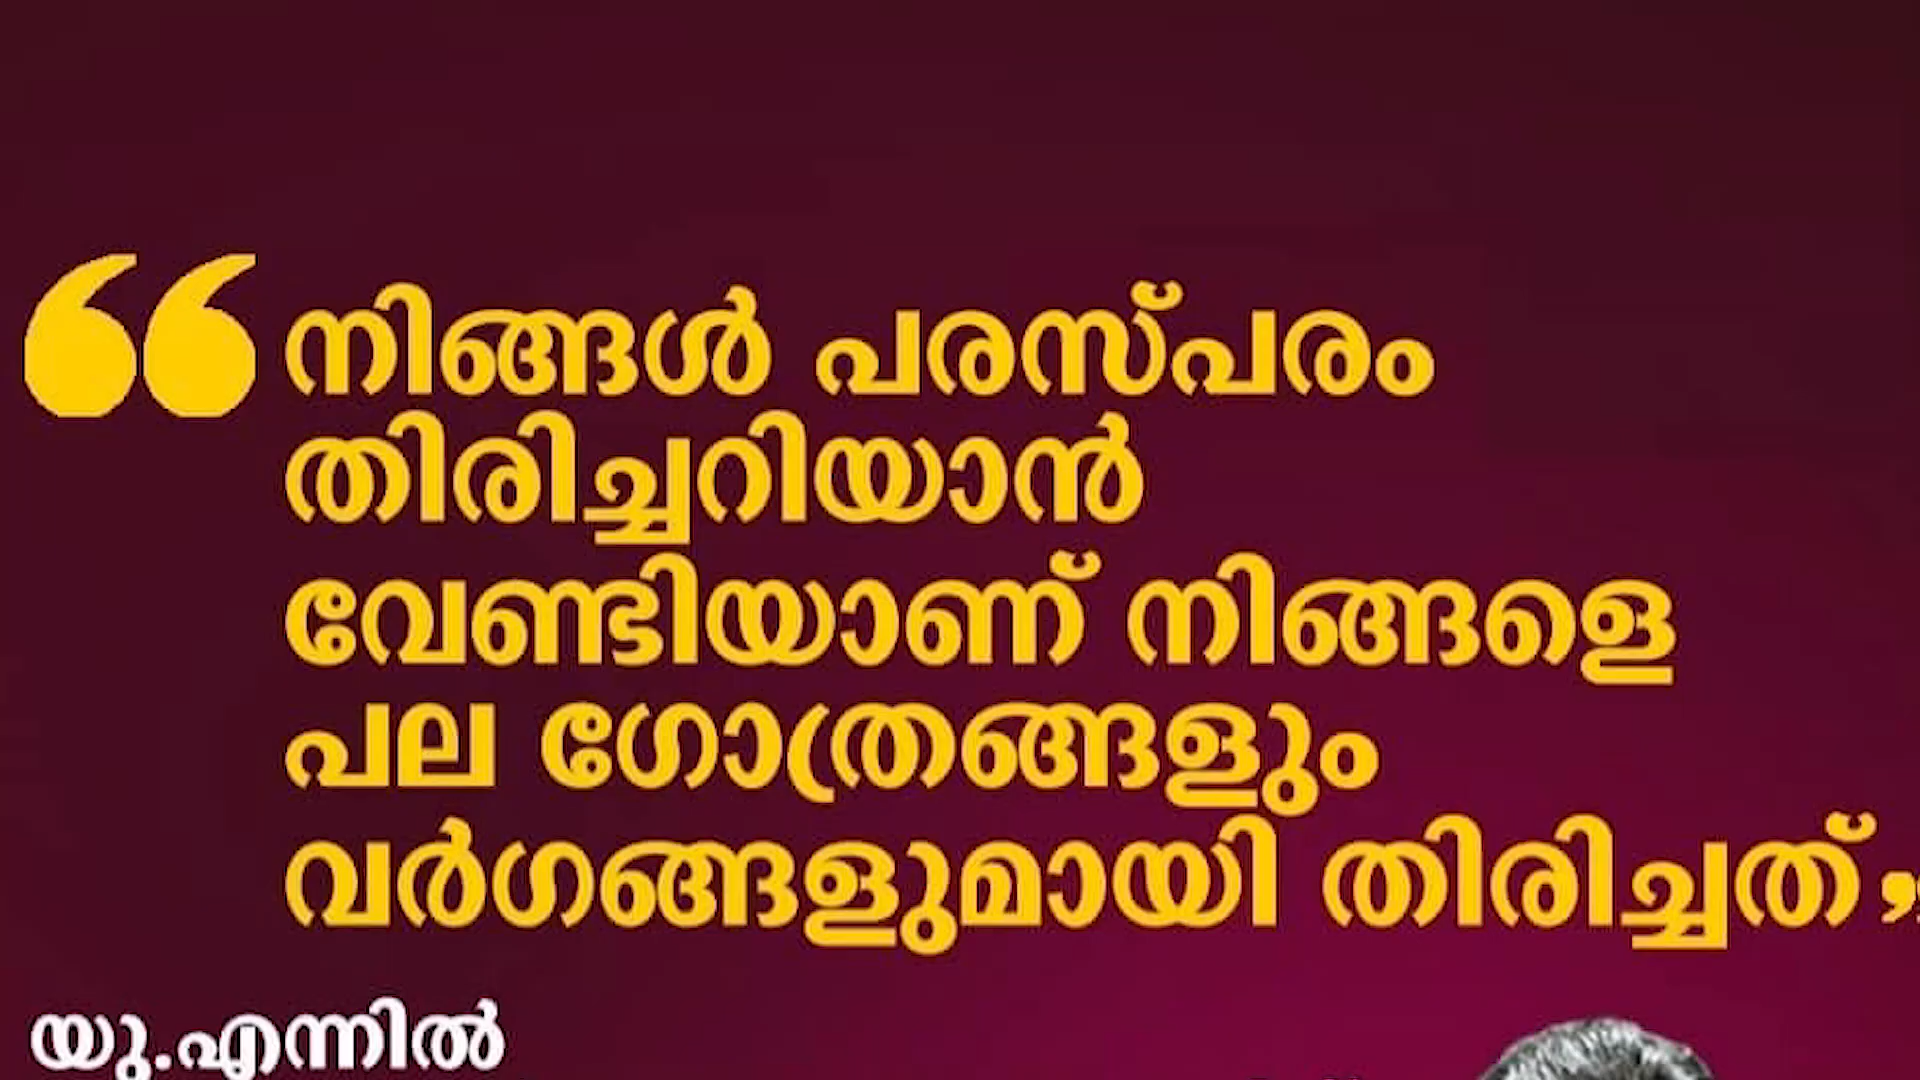 “നിങ്ങൾ പരസ്പരം
തിരിച്ചറിയാൻ
വേണ്ടിയാണ് നിങ്ങളെ
പല ഗോത്രങ്ങളും
വർഗങ്ങളുമായി തിരിച്ചത്”
യു.എന്നിൽ